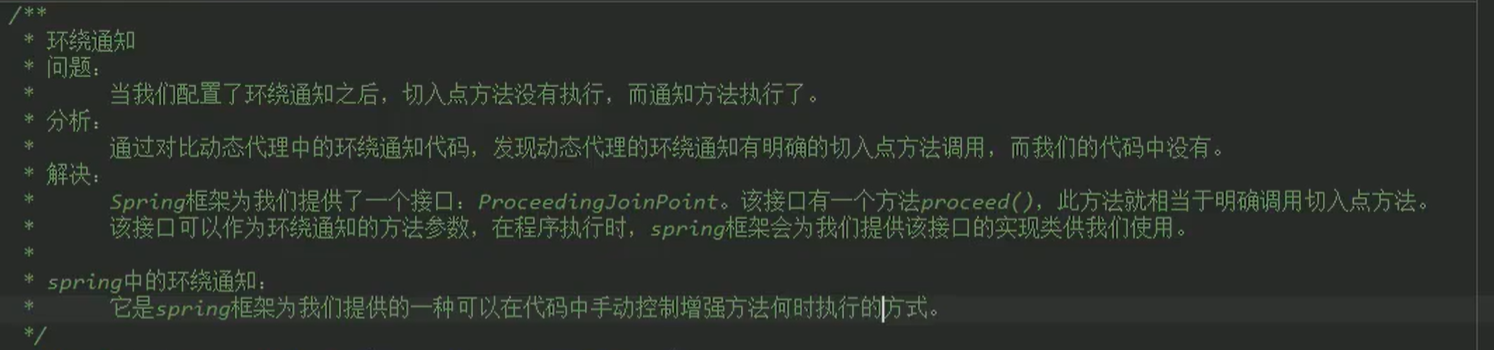 /**
* 环绕通知
* 问题：
* 当我们配置了环绕通知之后，切入点方法没有执行，而通知方法执行了。
* 分析：
* 通过对比动态代理中的环绕通知代码，发现动态代理的环绕通知有明确的切入点方法调用，而我们的代码中没有。
* 解决：
* Spring框架为我们提供了一个接口：ProceedingJoinPoint。该接口有一个方法proceed()，此方法就相当于明确调用切入点方法。
* 该接口可以作为环绕通知的方法参数，在程序执行时，spring框架会为我们提供该接口的实现类供我们使用。
*
* spring中的环绕通知：
* 它是spring框架为我们提供的一种可以在代码中手动控制增强方法何时执行的方式。
*/